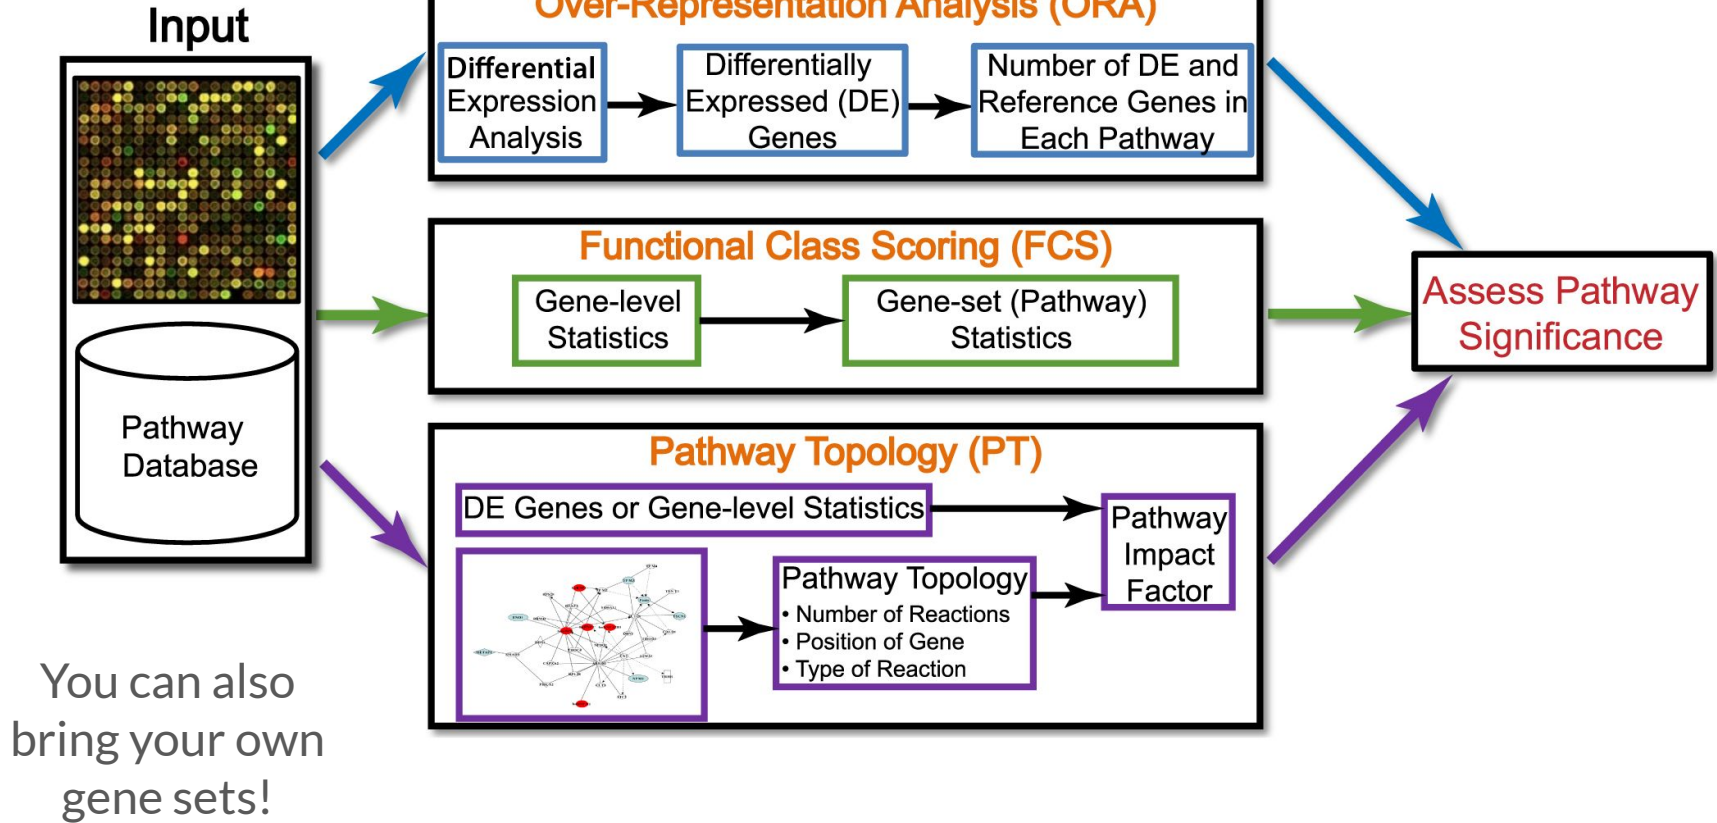 Input
Over-Representation Analysis (ORA)
Differential
Expression
Analysis
Differentially
Expressed (DE)
Genes
Number of DE and
Reference Genes in
Each Pathway
Functional Class Scoring (FCS)
Gene-level
Statistics
Gene-set (Pathway)
Statistics
Assess Pathway
Significance
Pathway
Database
Pathway Topology (PT)
DE Genes or Gene-level Statistics
Pathway
Impact
Factor
Pathway Topology
• Number of Reactions
• Position of Gene
• Type of Reaction
You can also
bring your own
gene sets!